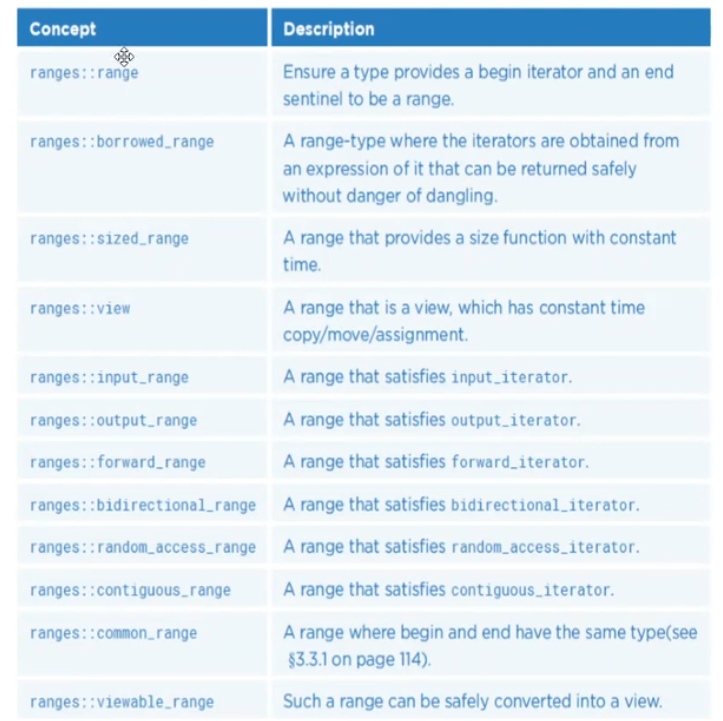 Concept Description
ranges::range Ensure a type provides a begin iterator and an end
sentinel to be a range.
ranges::borrowed_range A range-type where the iterators are obtained from
an expression of it that can be returned safely
without danger of dangling.
ranges::sized_range A range that provides a size function with constant
time.
ranges::view A range that is a view, which has constant time
copy/move/assignment.
ranges::input_range A range that satisfies input_iterator.
ranges::output_range A range that satisfies output_iterator.
ranges::forward_range A range that satisfies forward_iterator.
ranges::bidirectional_range A range that satisfies bidirectional_iterator.
ranges::random_access_range A range that satisfies random_access_iterator.
ranges::contiguous_range A range that satisfies contiguous_iterator.
ranges::common_range A range where begin and end have the same type(see
§3.3.1 on page 114).
ranges::viewable_range Such a range can be safely converted into a view.